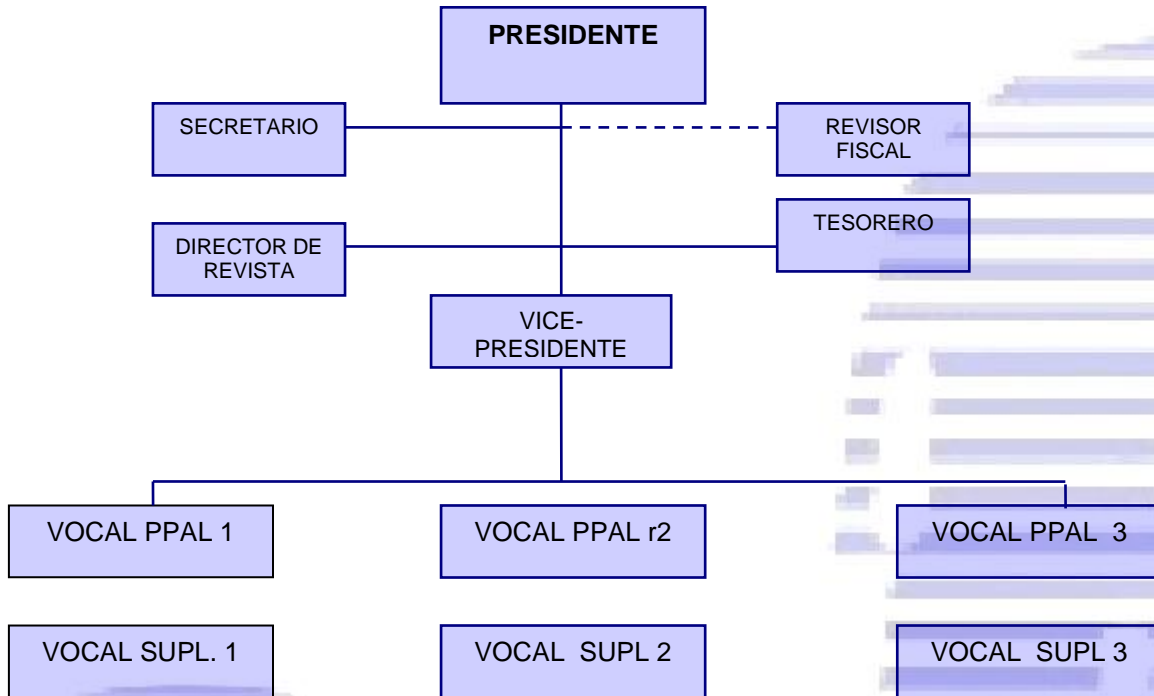 PRESIDENTE
SECRETARIO
REVISOR
FISCAL
DIRECTOR DE
REVISTA
TESORERO
VICE-
PRESIDENTE
VOCAL PPAL 1
VOCAL PPAL r2
VOCAL PPAL 3
VOCAL SUPL. 1
VOCAL SUPL 2
VOCAL SUPL 3